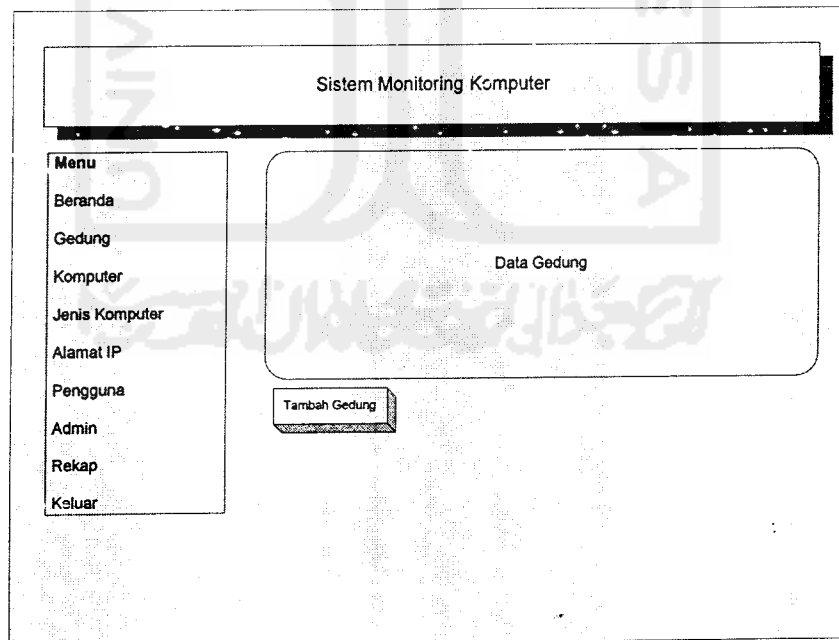 Sistem Monitoring Komputer
Menu
Beranda
Gedung
Komputer
Jenis Komputer
Alamat IP
Pengguna
Admin
Rekap
Keluar
Data Gedung
Tambah Gedung